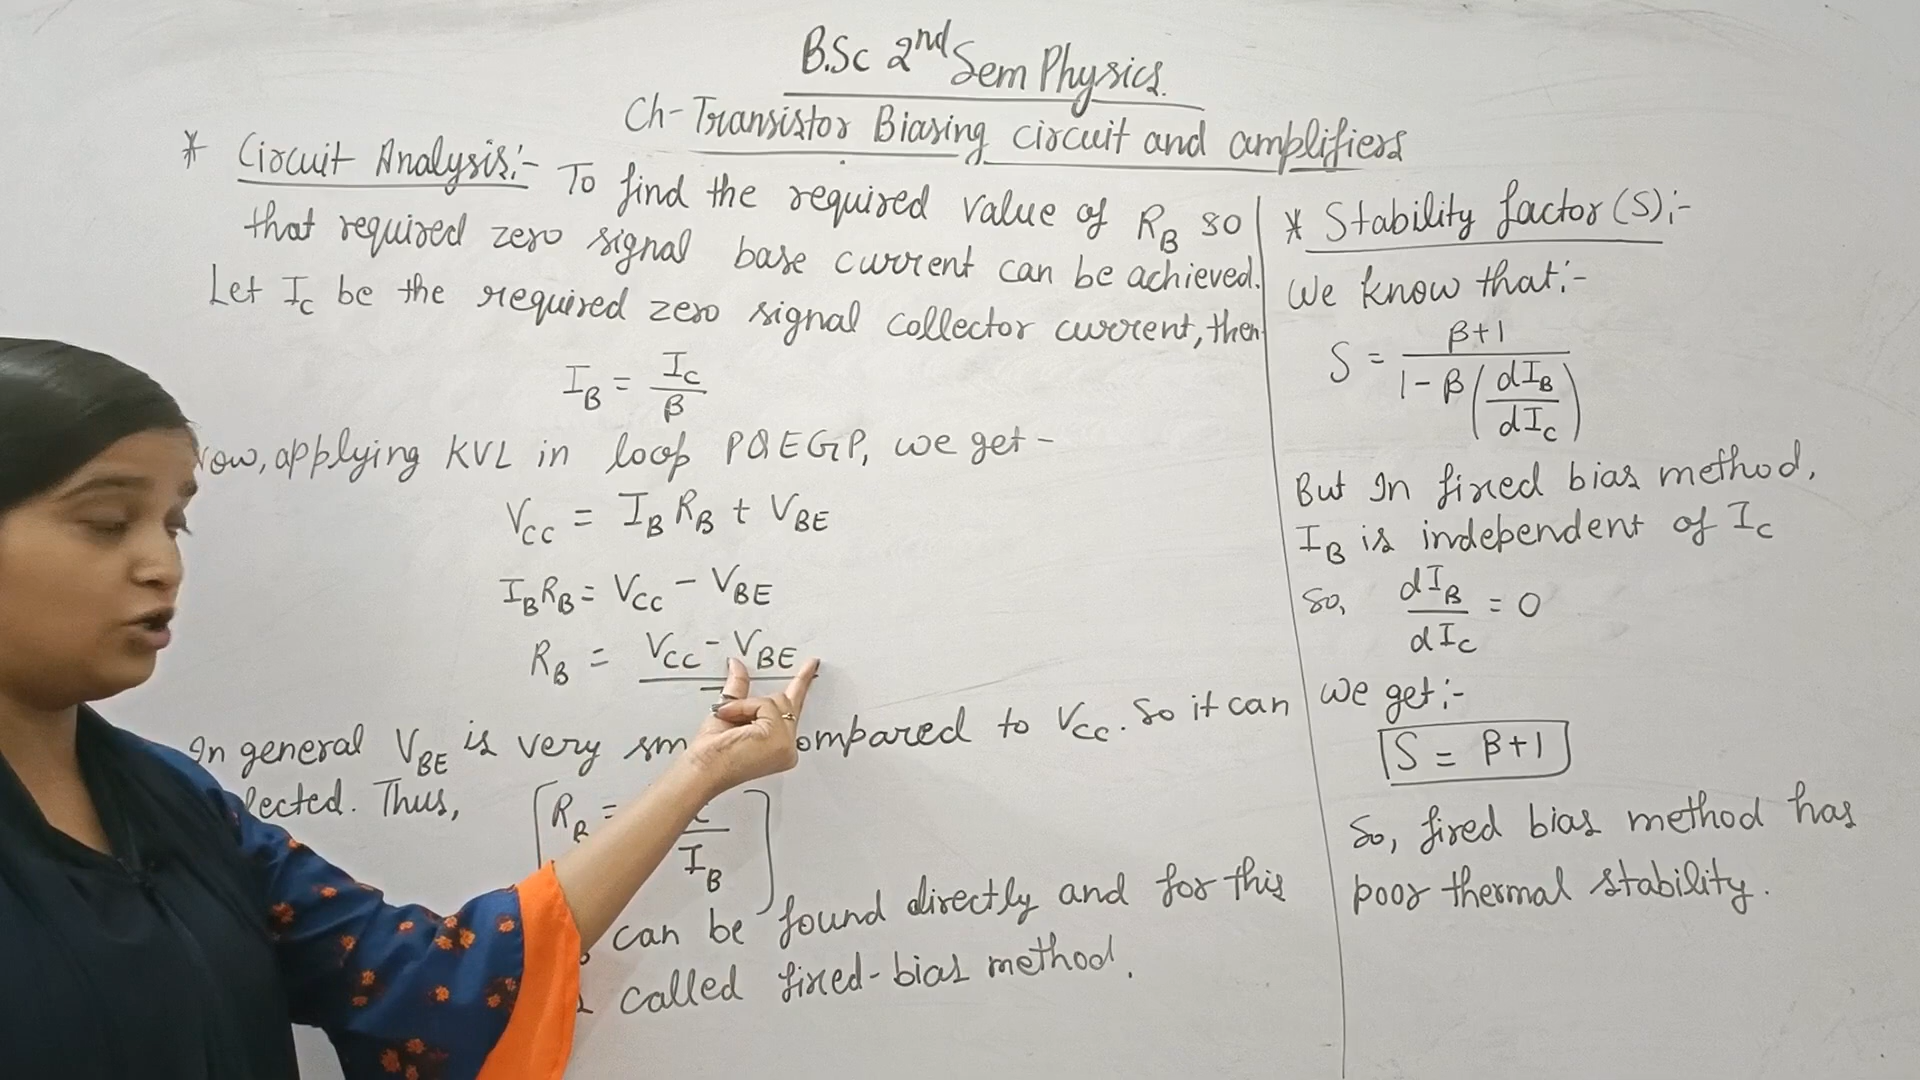 B.Sc 2nd Sem Physics.
Ch-Transistor Biasing circuit and amplifiers
* Circuit Analysis:- To find the required value of RB so
that required zero signal base current can be achieved.
Let IC be the required zero signal collector current, then
IB = IC/β
Now, applying KVL in loop PQEGP, we get -
VCC = IB RB + VBE
IB RB = VCC - VBE
RB = VCC - VBE
In general VBE is very sm ompared to VCC. So it can
lected. Thus,
RB =
IB
can be found directly and for this
called fixed-bias method.
* Stability factor (S):-
We know that:-
S = β+1 / 1 - β (dIB/dIC)
But In fixed bias method,
IB is independent of IC
So, dIB/dIC = 0
we get:-
S = β+1
So, fixed bias method has
poor thermal stability.